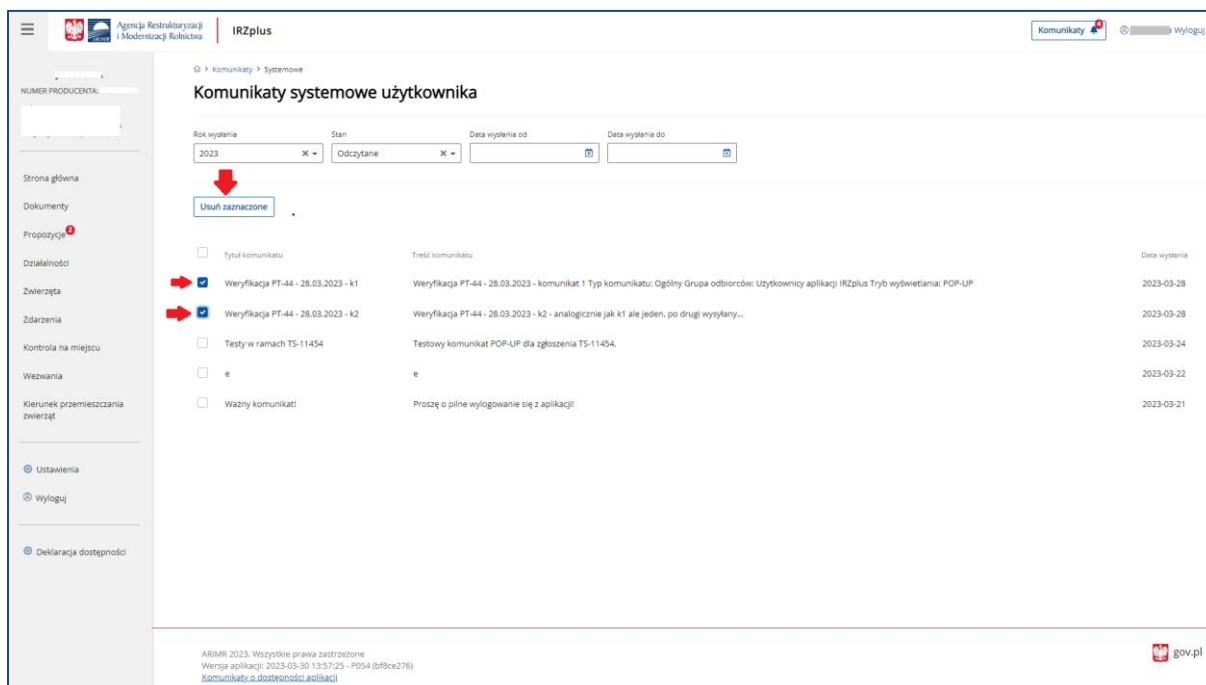 Agencja Restrukturyzacji
i Modernizacji Rolnictwa
ARiMR
IRZplus
Komunikaty 4
Wyloguj
NUMER PRODUCENTA:
Strona główna
Dokumenty
Propozycje 2
Działalności
Zwierzęta
Zdarzenia
Kontrola na miejscu
Wezwania
Kierunek przemieszczania
zwierząt
Ustawienia
Wyloguj
Deklaracja dostępności
Komunikaty > Systemowe
Komunikaty systemowe użytkownika
Rok wysłania Stan Data wysłania od Data wysłania do
2023 Odczytane
Usuń zaznaczone
Tytuł komunikatu Treść komunikatu Data wysłania
Weryfikacja PT-44 - 28.03.2023 - k1 Weryfikacja PT-44 - 28.03.2023 - komunikat 1 Typ komunikatu: Ogólny Grupa odbiorców: Użytkownicy aplikacji IRZplus Tryb wyświetlania: POP-UP 2023-03-28
Weryfikacja PT-44 - 28.03.2023 - k2 Weryfikacja PT-44 - 28.03.2023 - k2 - analogicznie jak k1 ale jeden, po drugi wysyłany... 2023-03-28
Testy w ramach TS-11454 Testowy komunikat POP-UP dla zgłoszenia TS-11454. 2023-03-24
e e 2023-03-22
Ważny komunikat! Proszę o pilne wylogowanie się z aplikacji! 2023-03-21
ARiMR 2023. Wszystkie prawa zastrzeżone
Wersja aplikacji: 2023-03-30 13:57:25 - P054 (bf8ce276)
Komunikaty o dostępności aplikacji
gov.pl